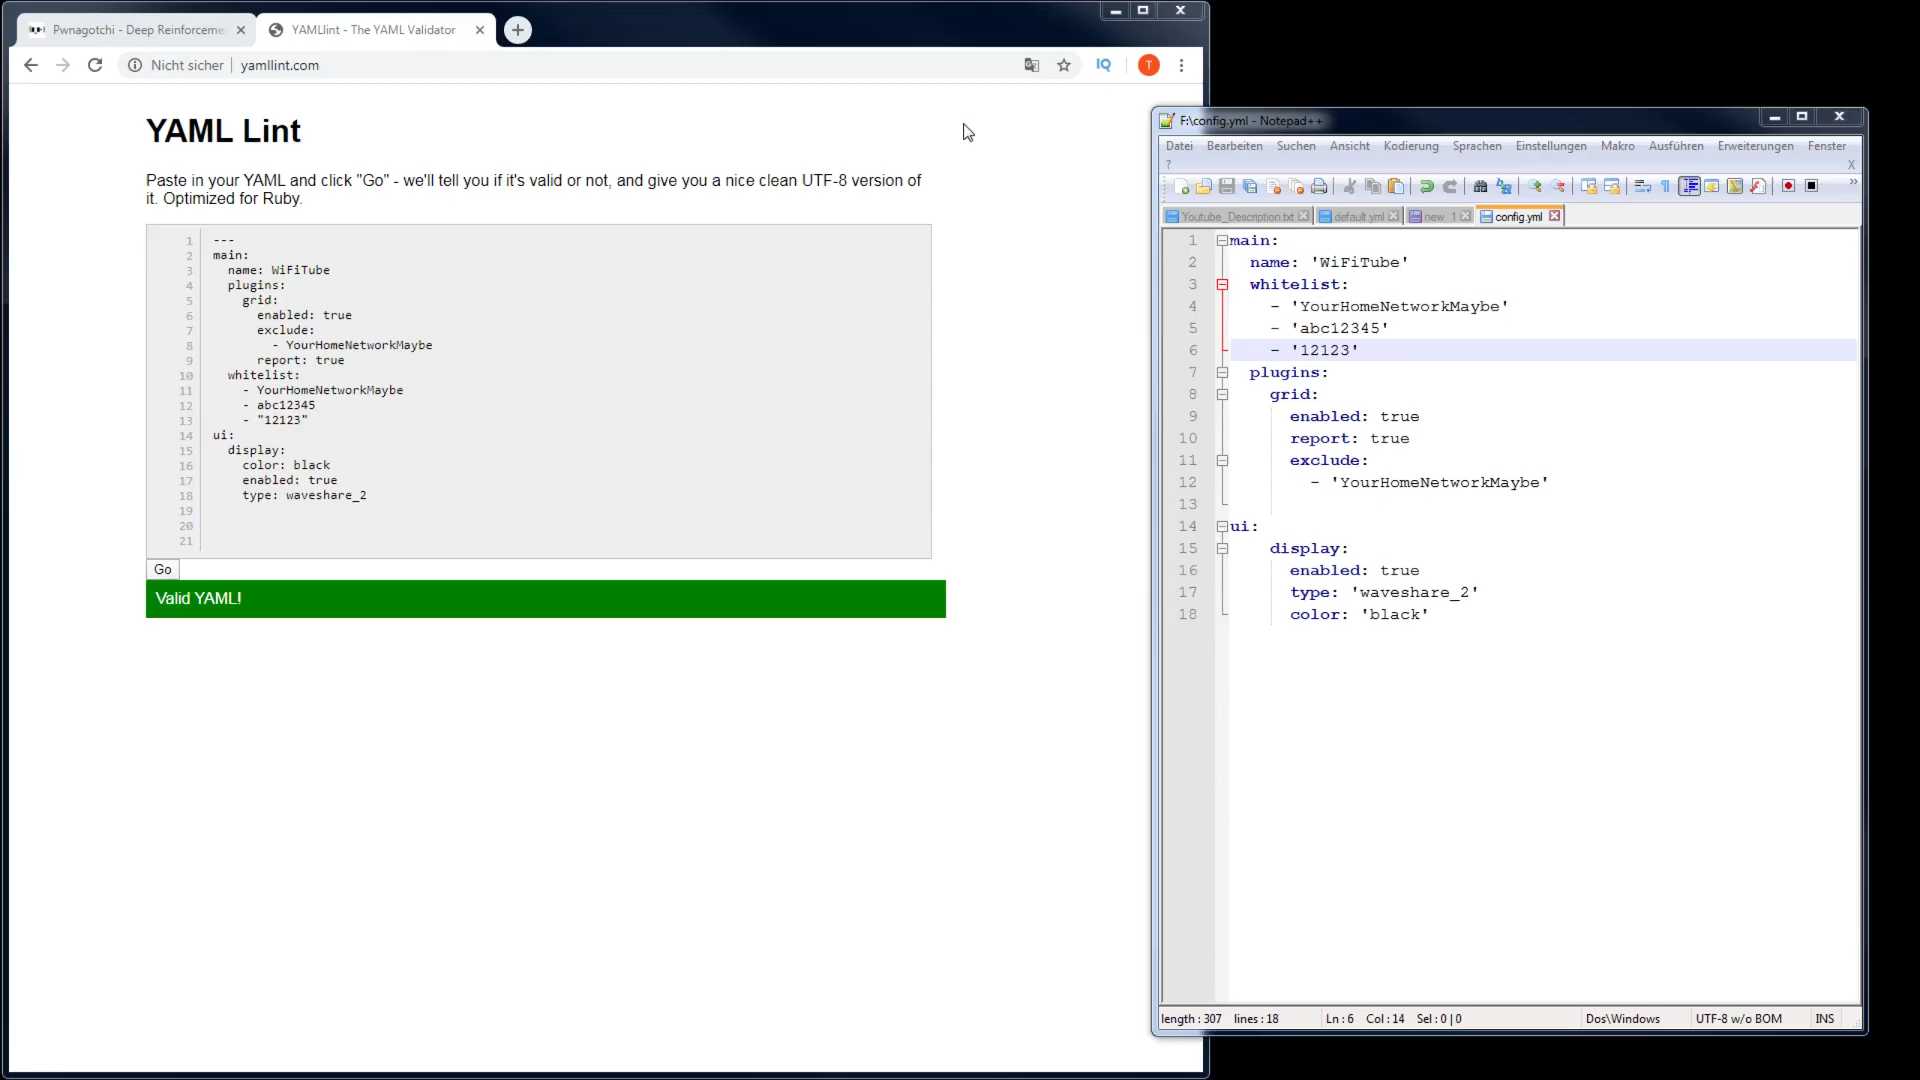 Pwnagotchi - Deep Reinforceme
YAMLlint - The YAML Validator
Nicht sicher | yamllint.com
IQ
T
YAML Lint
Paste in your YAML and click "Go" - we'll tell you if it's valid or not, and give you a nice clean UTF-8 version of
it. Optimized for Ruby.
1 ---
2 main:
3   name: WiFiTube
4   plugins:
5     grid:
6       enabled: true
7       exclude:
8         - YourHomeNetworkMaybe
9       report: true
10   whitelist:
11     - YourHomeNetworkMaybe
12     - abc12345
13     - "12123"
14 ui:
15   display:
16     color: black
17     enabled: true
18     type: waveshare_2
19
20
21
Go
Valid YAML!
F:\config.yml - Notepad++
Datei Bearbeiten Suchen Ansicht Kodierung Sprachen Einstellungen Makro Ausführen Erweiterungen Fenster
? X
Youtube_Description.txt default.yml new 1 config.yml
1 main:
2   name: 'WiFiTube'
3   whitelist:
4     - 'YourHomeNetworkMaybe'
5     - 'abc12345'
6     - '12123'
7   plugins:
8     grid:
9       enabled: true
10       report: true
11       exclude:
12         - 'YourHomeNetworkMaybe'
13
14 ui:
15     display:
16       enabled: true
17       type: 'waveshare_2'
18       color: 'black'
length : 307 lines : 18 Ln : 6 Col : 14 Sel : 0 | 0 Dos\Windows UTF-8 w/o BOM INS